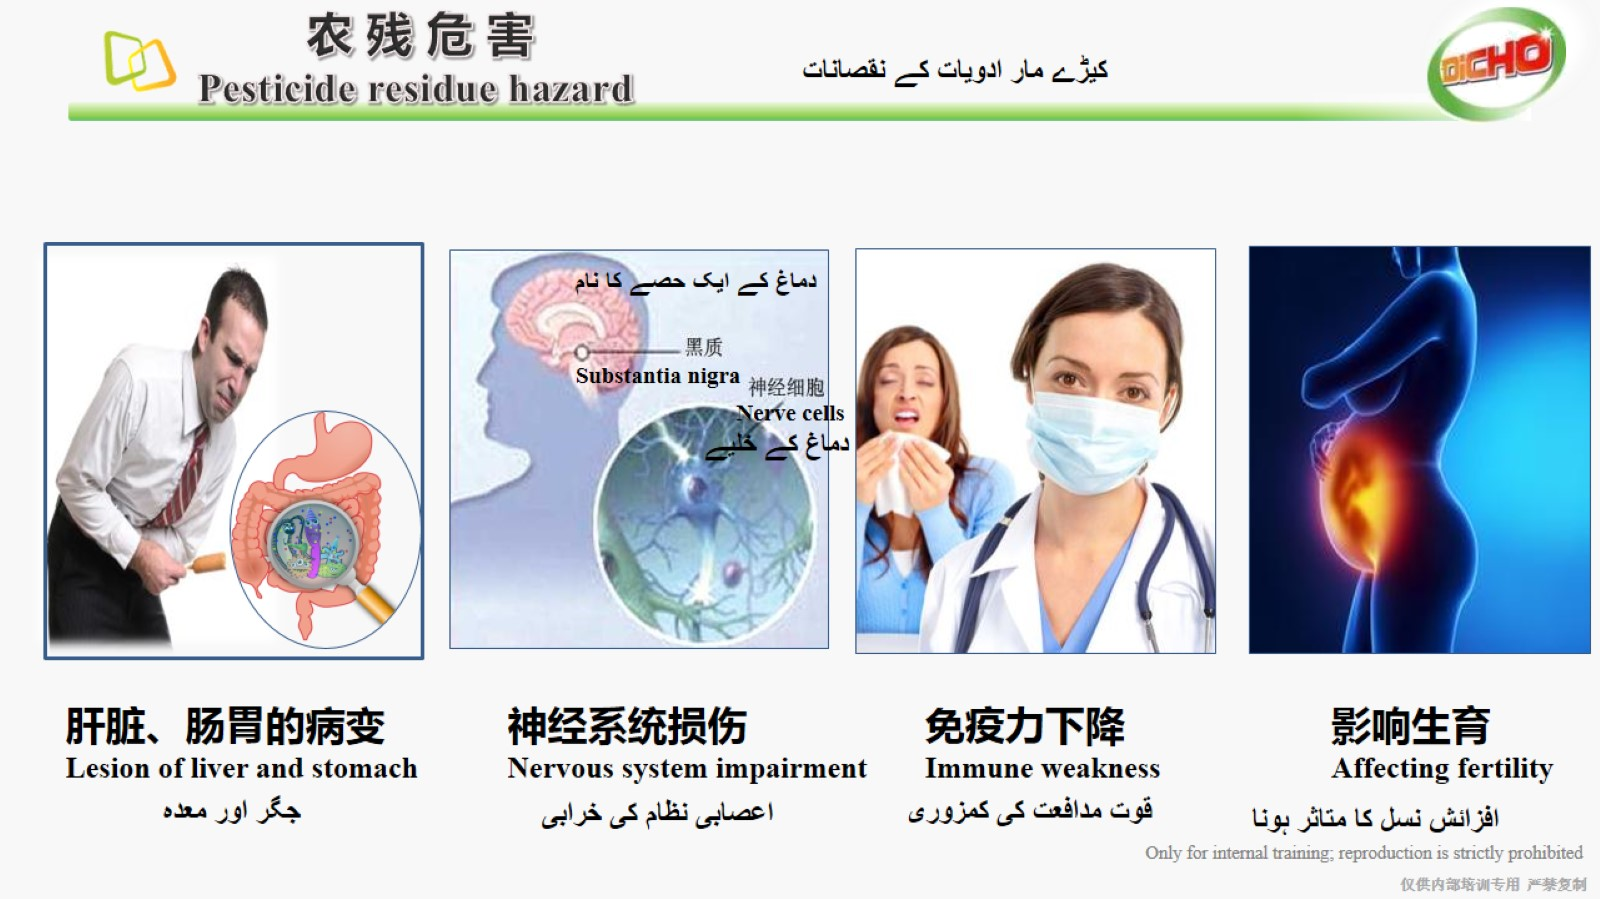 农残危害
Pesticide residue hazard
کیڑے مار ادویات کے نقصانات
DiCHO
دماغ کے ایک حصے کا نام
黑质
Substantia nigra
神经细胞
Nerve cells
دماغ کے خلیے
肝脏、肠胃的病变
Lesion of liver and stomach
جگر اور معدہ
神经系统损伤
Nervous system impairment
اعصابی نظام کی خرابی
免疫力下降
Immune weakness
قوت مدافعت کی کمزوری
影响生育
Affecting fertility
افزائش نسل کا متاثر ہونا
Only for internal training; reproduction is strictly prohibited
仅供内部培训专用 严禁复制